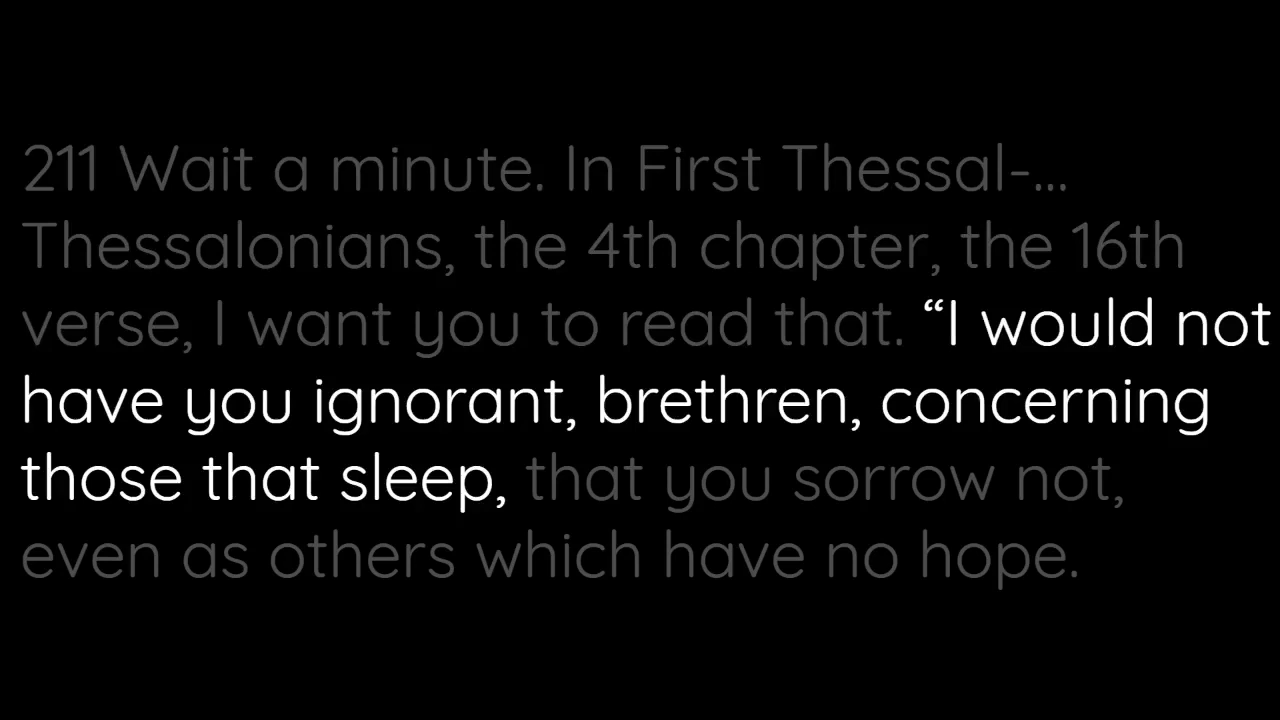 211 Wait a minute. In First Thessal-...
Thessalonians, the 4th chapter, the 16th
verse, I want you to read that. “I would not
have you ignorant, brethren, concerning
those that sleep, that you sorrow not,
even as others which have no hope.